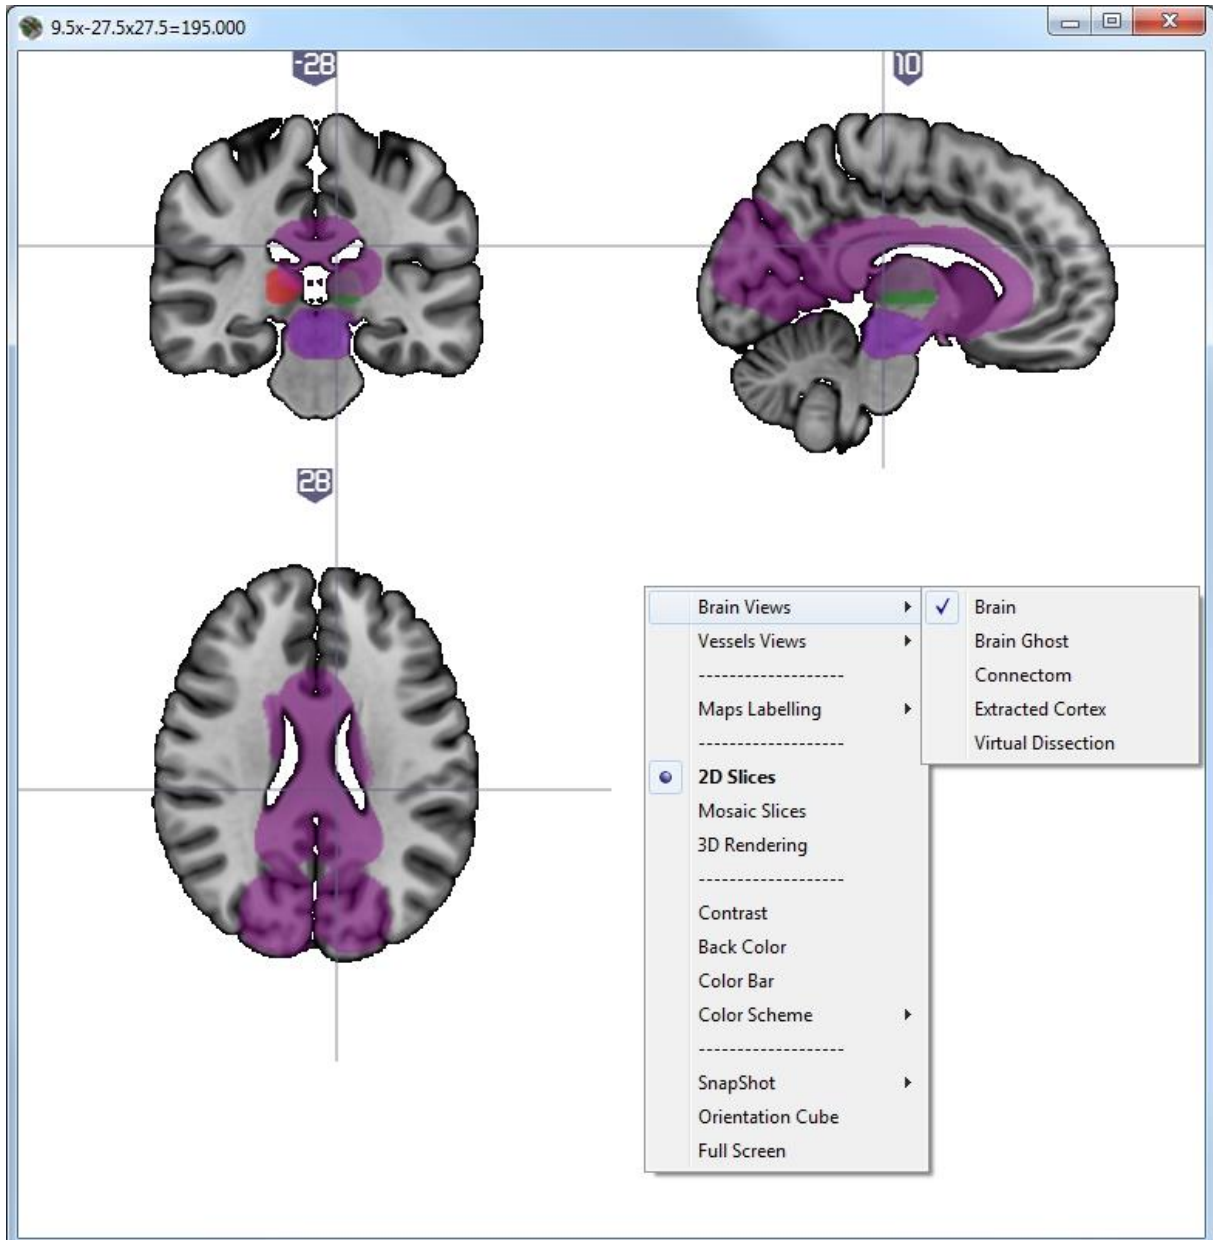 9.5x-27.5x27.5=195.000
-28
10
28
Brain Views
Vessels Views
-------------------
Maps Labelling
-------------------
2D Slices
Mosaic Slices
3D Rendering
-------------------
Contrast
Back Color
Color Bar
Color Scheme
-------------------
SnapShot
Orientation Cube
Full Screen
Brain
Brain Ghost
Connectom
Extracted Cortex
Virtual Dissection